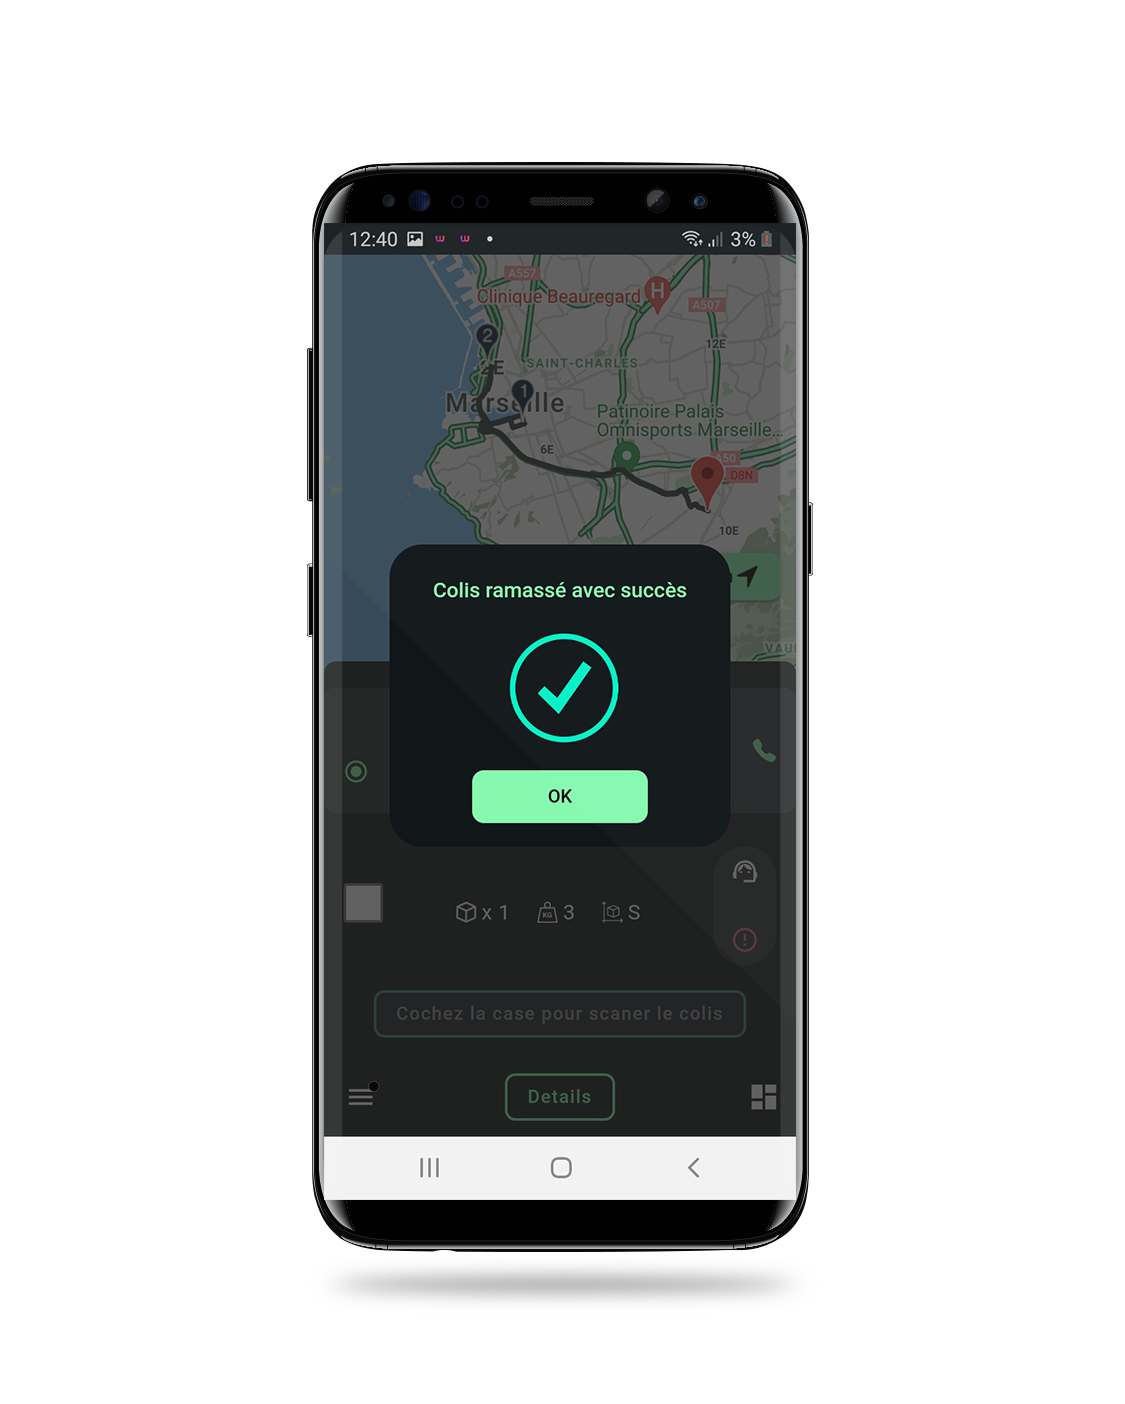 12:40
3%
A557
Clinique Beauregard H
A507
2
12E
2E
SAINT-CHARLES
1
Marseille
Patinoire Palais
Omnisports Marseille...
6E
A50
D8N
10E
Colis ramassé avec succès
VAU
OK
x 1 KG 3 S
Cochez la case pour scaner le colis
Details